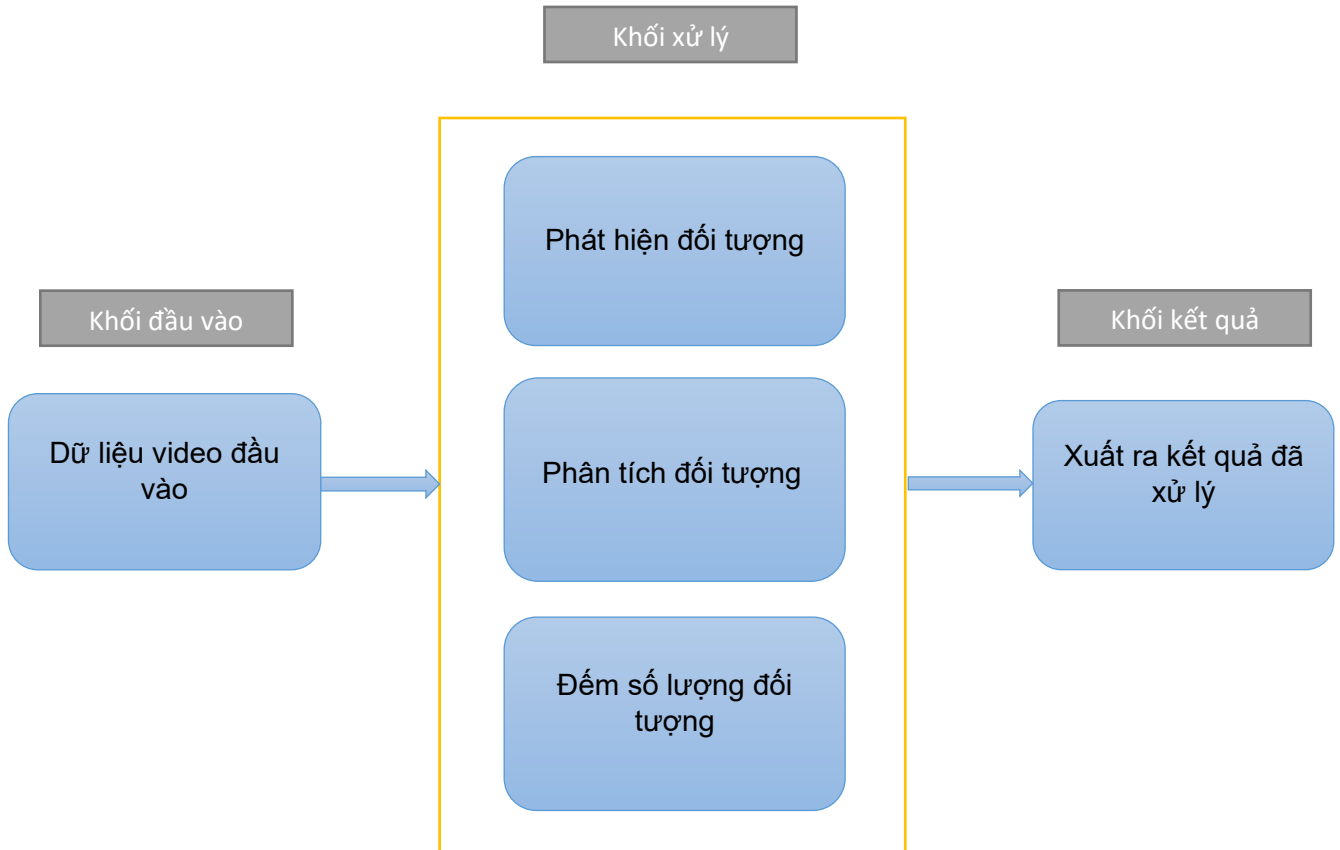 Khối xử lý
Phát hiện đối tượng
Khối đầu vào
Khối kết quả
Dữ liệu video đầu
vào
Phân tích đối tượng
Xuất ra kết quả đã
xử lý
Đếm số lượng đối
tượng